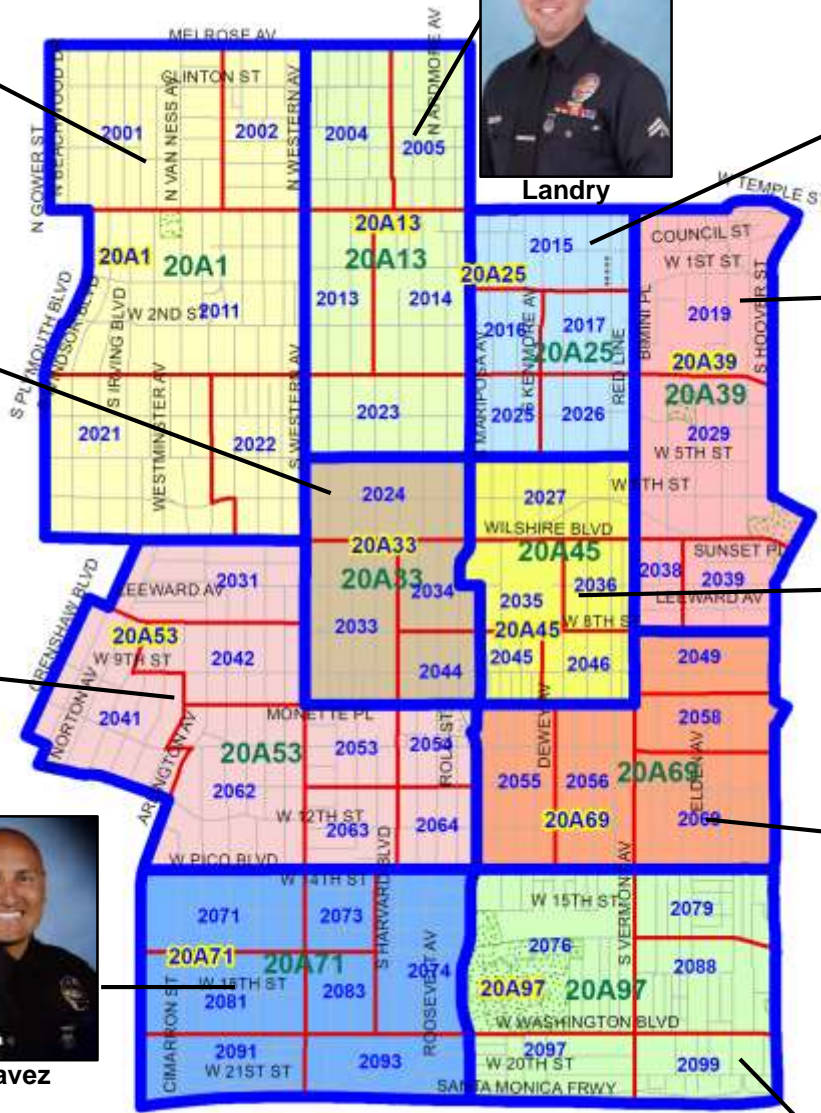 MELROSE AV
CLINTON ST
N GOWER ST
N BEACHWOOD DR
N VAN NESS AV
N WESTERN AV
N ARDMORE AV
2001
2002
2004
2005
Landry
W TEMPLE ST
20A1
20A1
20A13
20A13
2015
COUNCIL ST
W 1ST ST
20A25
W 2ND ST
2011
2013
2014
2016
2017
20A25
2019
20A39
20A39
S HOOVER ST
BIMINI PL
RED LINE
S KENMORE AV
MARIPOSA AV
S PLYMOUTH BLVD
WINDSOR BLVD
S IRVING BLVD
WESTMINSTER AV
S WESTERN AV
2021
2022
2023
2025
2026
2029
W 5TH ST
W 6TH ST
2024
2027
WILSHIRE BLVD
20A33
20A33
20A45
SUNSET PL
2031
LEEWARD AV
2034
2035
2036
2038
2039
LEEWARD AV
CRENSHAW BLVD
20A53
W 9TH ST
2042
2033
20A45
W 8TH ST
2044
2045
2046
2049
NORTON AV
2041
ARLINGTON AV
MONETTE PL
20A53
2053
2054
DEWEY AV
2058
2062
2055
2056
20A69
ELDEN AV
W 12TH ST
2063
2064
20A69
2069
W PICO BLVD
W 14TH ST
S HARVARD BLVD
S VERMONT AV
W 15TH ST
2071
2073
2079
2076
20A71
20A71
2074
2088
W 18TH ST
2081
2083
ROOSEVELT AV
20A97
20A97
CIMARRON ST
W WASHINGTON BLVD
2091
2093
2097
2099
W 21ST ST
W 20TH ST
SANTA MONICA FRWY